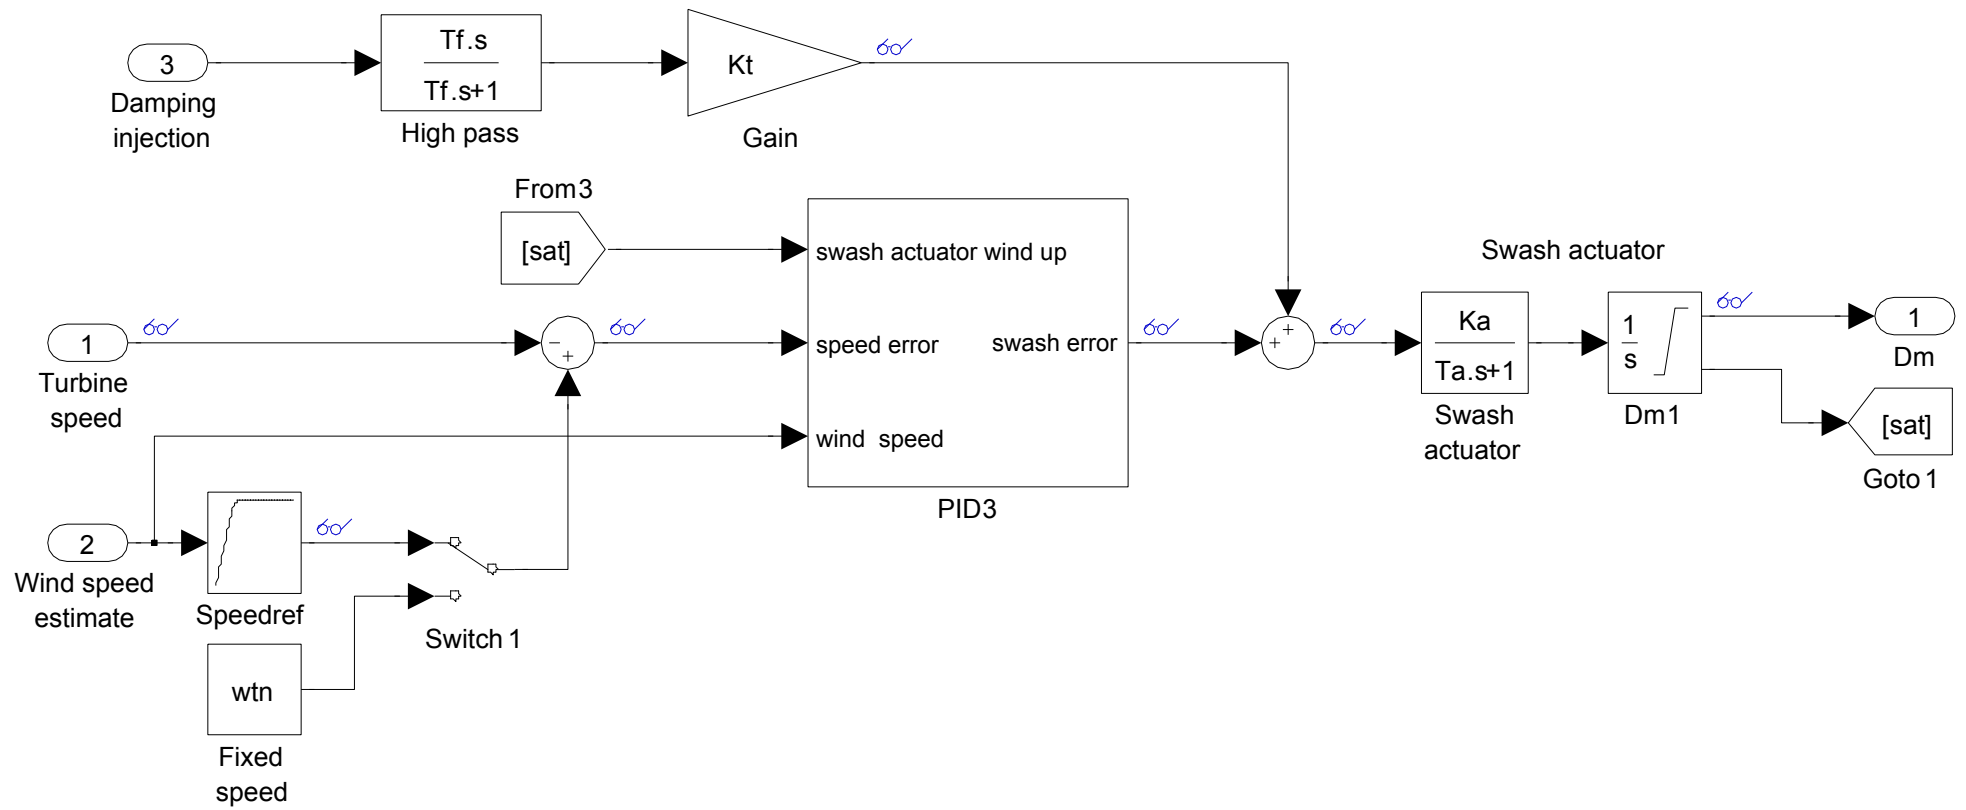 3
Damping
injection
Tf.s
Tf.s+1
High pass
Kt
Gain
From3
[sat]
swash actuator wind up
speed error
wind speed
swash error
PID3
1
Turbine
speed
−
+
2
Wind speed
estimate
Speedref
Switch 1
wtn
Fixed
speed
+
+
Swash actuator
Ka
Ta.s+1
Swash
actuator
1
s
Dm1
1
Dm
[sat]
Goto 1